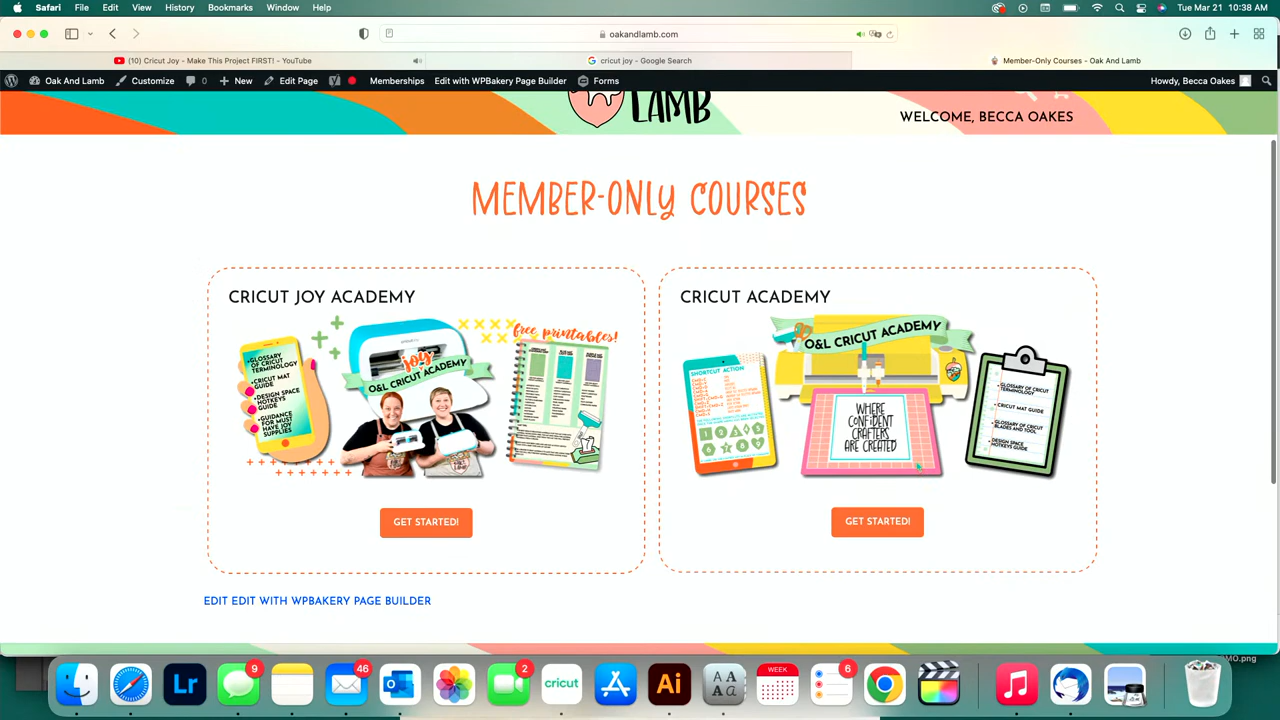 Safari File Edit View History Bookmarks Window Help Tue Mar 21 10:38 AM
oakandlamb.com
(10) Cricut Joy - Make This Project FIRST! - YouTube
cricut joy - Google Search
Member-Only Courses - Oak And Lamb
Oak And Lamb Customize 0 New Edit Page Memberships Edit with WPBakery Page Builder Forms Howdy, Becca Oakes
LAMB
WELCOME, BECCA OAKES
MEMBER-ONLY COURSES
CRICUT JOY ACADEMY
GLOSSARY
OF CRICUT
TERMINOLOGY
CRICUT MAT
GUIDE
DESIGN SPACE
HOTKEYS
GUIDE
GUIDANCE
FOR MUST
HAVE JOY
SUPPLIES
joy
O&L CRICUT ACADEMY
free printables!
GET STARTED!
CRICUT ACADEMY
O&L CRICUT ACADEMY
SHORTCUT ACTION
WHERE
CONFIDENT
CRAFTERS
ARE CREATED
GLOSSARY OF CRICUT
TERMINOLOGY
CRICUT MAT GUIDE
GLOSSARY OF CRICUT
BLADES AND TOOL
DESIGN SPACE
HOTKEYS GUIDE
GET STARTED!
EDIT EDIT WITH WPBAKERY PAGE BUILDER
MO.png
Lr
9
46
2
cricut
Ai
WEEK
6